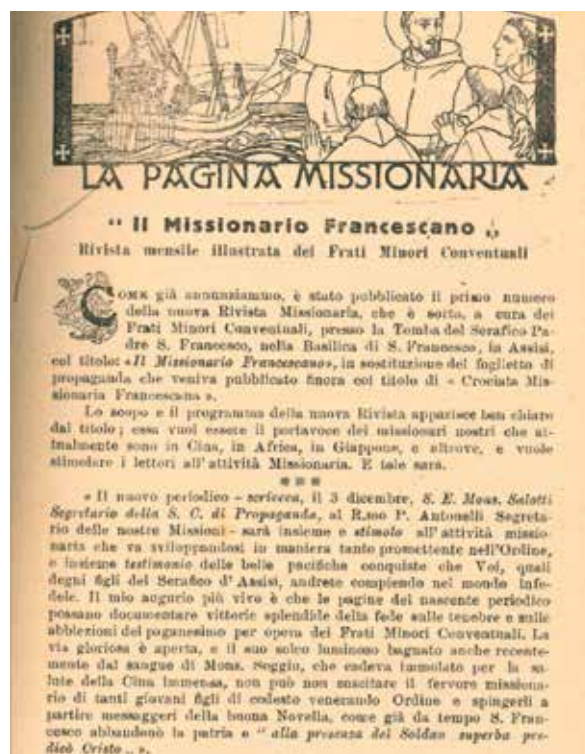 LA PAGINA MISSIONARIA
“ Il Missionario Francescano „
Rivista mensile illustrata dei Frati Minori Conventuali
COME già annunziammo, è stato pubblicato il primo numero
della nuova Rivista Missionaria, che è sorta, a cura dei
Frati Minori Conventuali, presso la Tomba del Serafico Pa-
dre S. Francesco, nella Basilica di S. Francesco, in Assisi,
col titolo: «Il Missionario Francescano», in sostituzione del foglietto di
propaganda che veniva pubblicato finora col titolo di « Crociata Mis-
sionaria Francescana ».
Lo scopo e il programma della nuova Rivista apparisce ben chiaro
dal titolo; essa vuol essere il portavoce dei missionari nostri che at-
tualmente sono in Cina, in Africa, in Giappone, e altrove, e vuole
stimolare i lettori all'attività Missionaria. E tale sarà.
***
« Il nuovo periodico - scriveva, il 3 dicembre, S. E. Mons. Salotti
Segretario della S. C. di Propaganda, al R.mo P. Antonelli Segreta-
rio delle nostre Missioni - sarà insieme e stimolo all'attività missio-
naria che va sviluppandosi in maniera tanto promettente nell'Ordine,
e insieme testimonio delle belle pacifiche conquiste che Voi, quali
degni figli del Serafico d'Assisi, andrete compiendo nel mondo infe-
dele. Il mio augurio più vivo è che le pagine del nascente periodico
possano documentare vittorie splendide della fede sulle tenebre e sulle
abbiezioni del paganesimo per opera dei Frati Minori Conventuali. La
via gloriosa è aperta, e il suo solco luminoso bagnato anche recente-
mente dal sangue di Mons. Soggiu, che cadeva immolato per la sa-
lute della Cina immensa, non può non suscitare il fervore missiona-
rio di tanti giovani figli di codesto venerando Ordine e spingerli a
partire messaggeri della buona Novella, come già da tempo S. Fran-
cesco abbandonò la patria e “ alla presenza del Soldan superba pre-
dicò Cristo „ ».